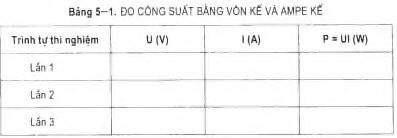 Bảng 5–1. ĐO CÔNG SUẤT BẰNG VÔN KẾ VÀ AMPE KẾ
Trình tự thí nghiệm U (V) I (A) P = UI (W)
Lần 1
Lần 2
Lần 3